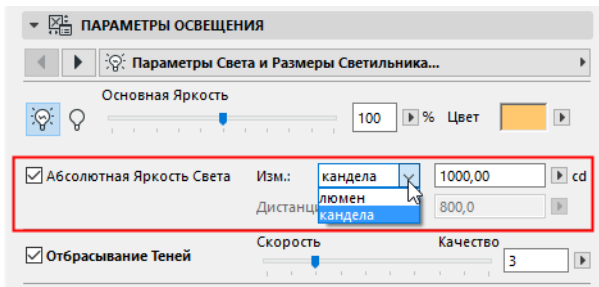 ПАРАМЕТРЫ ОСВЕЩЕНИЯ
Параметры Света и Размеры Светильника...
Основная Яркость
100 % Цвет
Абсолютная Яркость Света Изм.: кандела 1000,00 cd
люмен
Дистанц 800,0
кандела
Скорость Качество
Отбрасывание Теней 3